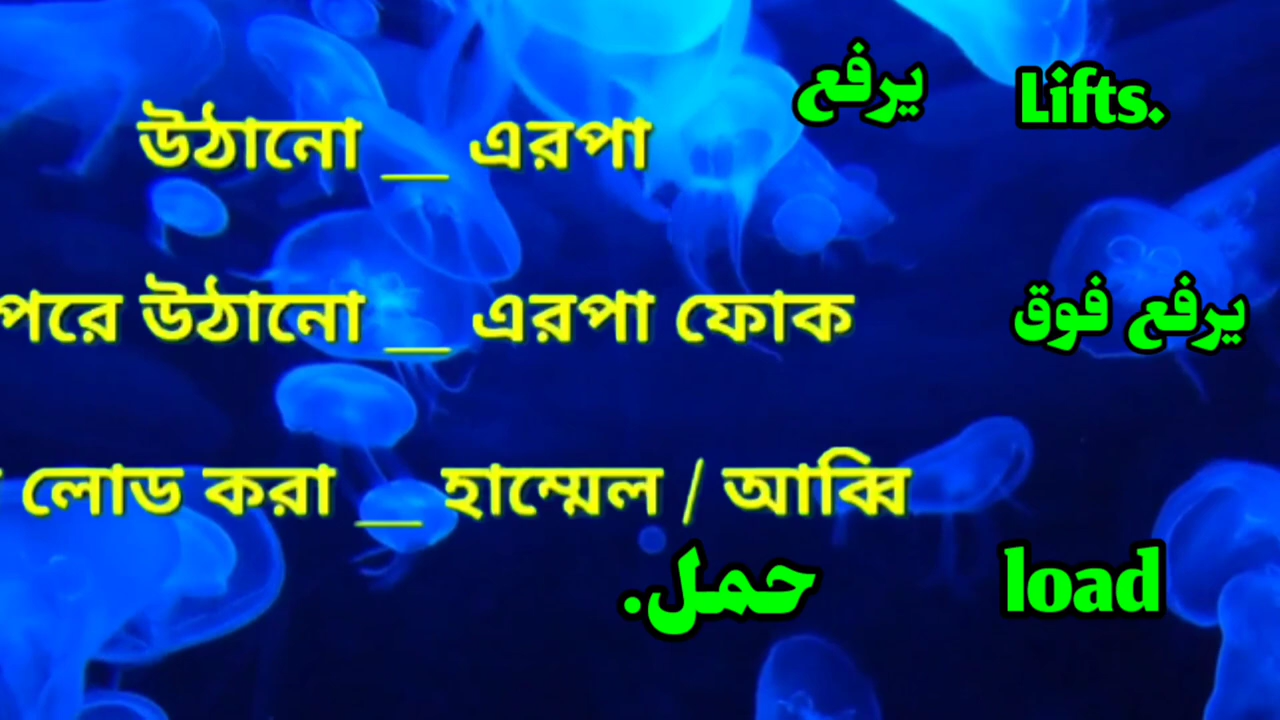 উঠানো __ এরপা يرفع Lifts.
পরে উঠানো __ এরপা ফোক يرفع فوق
লোড করা __ হাম্মেল / আব্বি
حمل. load